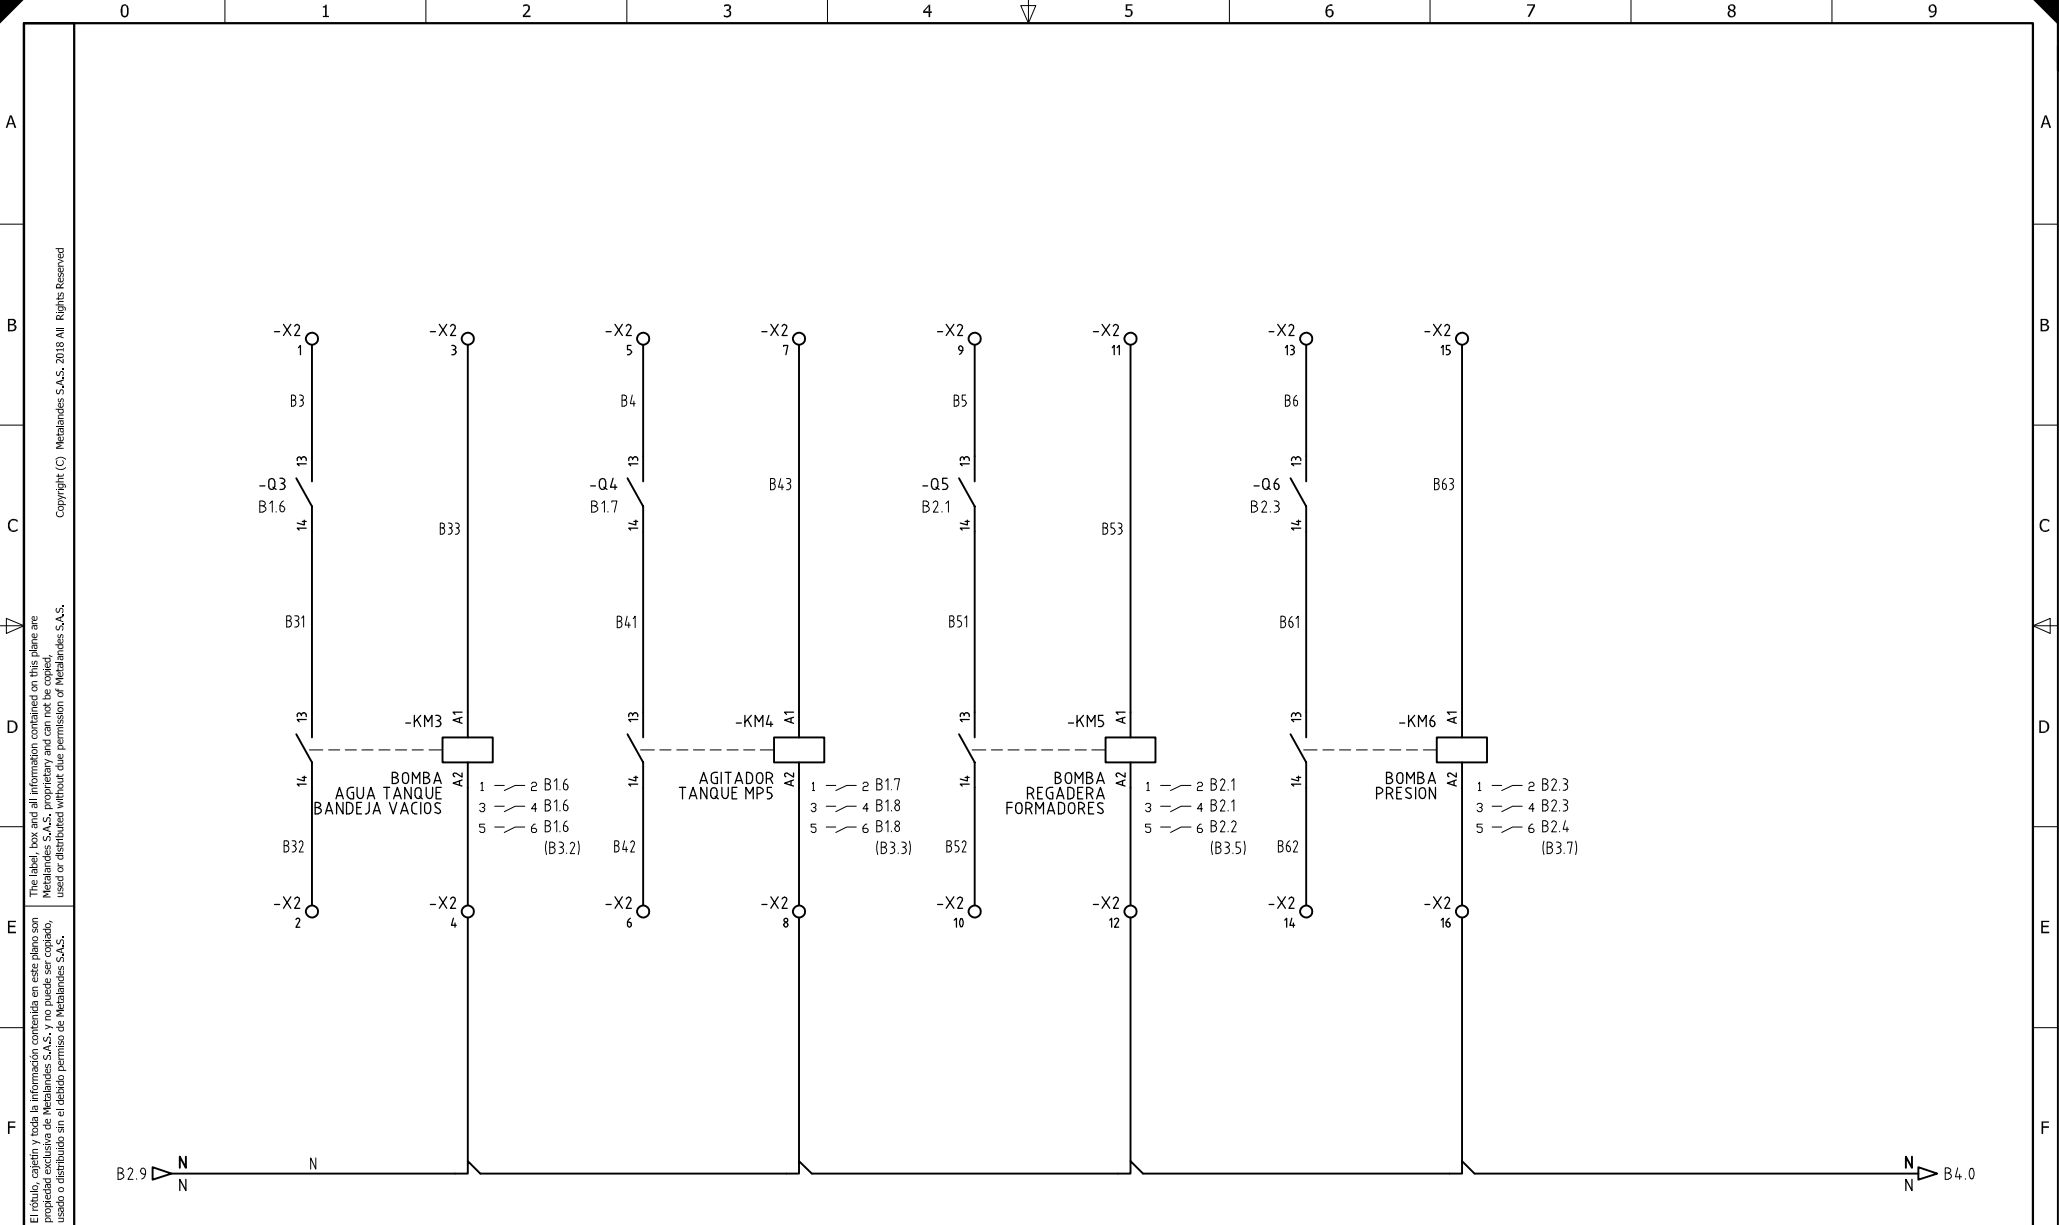 0 1 2 3 4 5 6 7 8 9
A A
B B
C C
D D
E E
F F
Copyright (C) Metalandes S.A.S. 2018 All Rights Reserved
The label, box and all information contained on this plane are
Metalandes S.A.S. proprietary and can not be copied,
used or distributed without due permission of Metalandes S.A.S.
El rótulo, cajetín y toda la información contenida en este plano son
propiedad exclusiva de Metalandes S.A.S. y no puede ser copiado,
usado o distribuido sin el debido permiso de Metalandes S.A.S.
-X2 -X2 -X2 -X2 -X2 -X2 -X2 -X2
1 3 5 7 9 11 13 15
B3 B4 B5 B6
13 13 13 13
-Q3 -Q4 B43 -Q5 -Q6 B63
B1.6 B1.7 B2.1 B2.3
14 B33 14 14 B53 14
B31 B41 B51 B61
13 -KM3 A1 13 -KM4 A1 13 -KM5 A1 13 -KM6 A1
14 A2 14 A2 14 A2 14 A2
BOMBA
AGUA TANQUE
BANDEJA VACIOS
1 2 B1.6
3 4 B1.6
5 6 B1.6
(B3.2)
AGITADOR
TANQUE MP5
1 2 B1.7
3 4 B1.8
5 6 B1.8
(B3.3)
BOMBA
REGADERA
FORMADORES
1 2 B2.1
3 4 B2.1
5 6 B2.2
(B3.5)
BOMBA
PRESION
1 2 B2.3
3 4 B2.3
5 6 B2.4
(B3.7)
B32 B42 B52 B62
-X2 -X2 -X2 -X2 -X2 -X2 -X2 -X2
2 4 6 8 10 12 14 16
N N N
B2.9 B4.0
N N